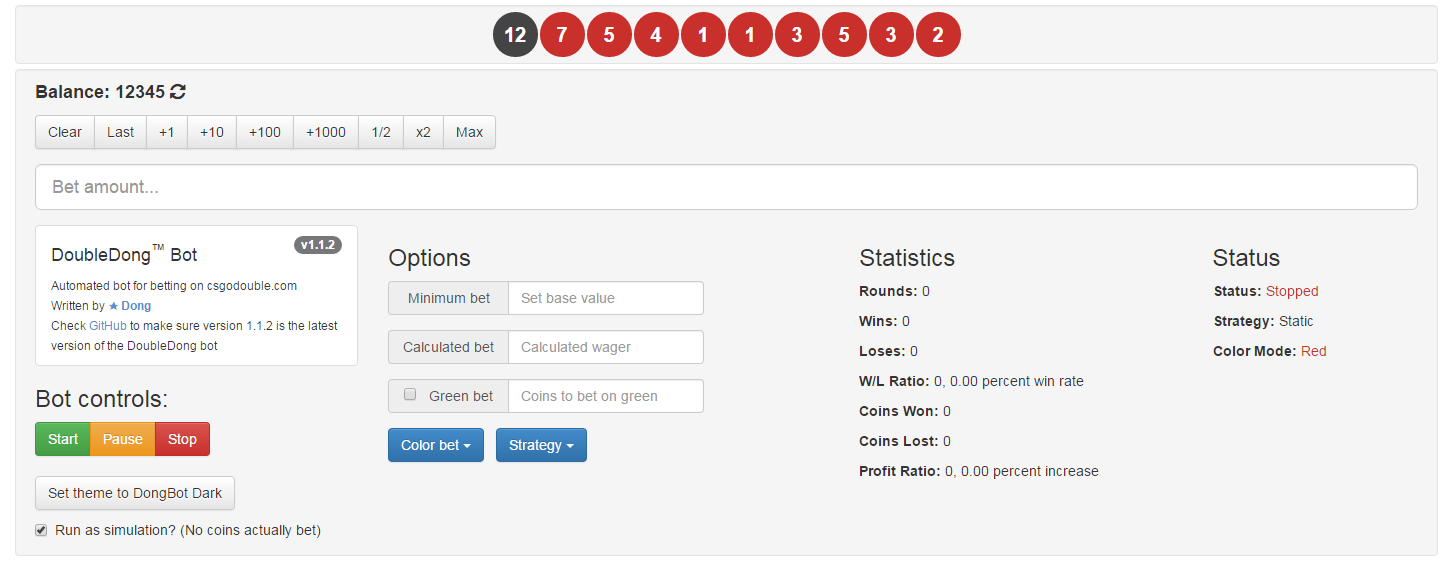 12 7 5 4 1 1 3 5 3 2
Balance: 12345
Clear Last +1 +10 +100 +1000 1/2 x2 Max
Bet amount...
DoubleDong™ Bot v1.1.2
Automated bot for betting on csgodouble.com
Written by ★ Dong
Check GitHub to make sure version 1.1.2 is the latest
version of the DoubleDong bot
Bot controls:
Start Pause Stop
Set theme to DongBot Dark
Run as simulation? (No coins actually bet)
Options
Minimum bet Set base value
Calculated bet Calculated wager
Green bet Coins to bet on green
Color bet Strategy
Statistics
Rounds: 0
Wins: 0
Loses: 0
W/L Ratio: 0, 0.00 percent win rate
Coins Won: 0
Coins Lost: 0
Profit Ratio: 0, 0.00 percent increase
Status
Status: Stopped
Strategy: Static
Color Mode: Red